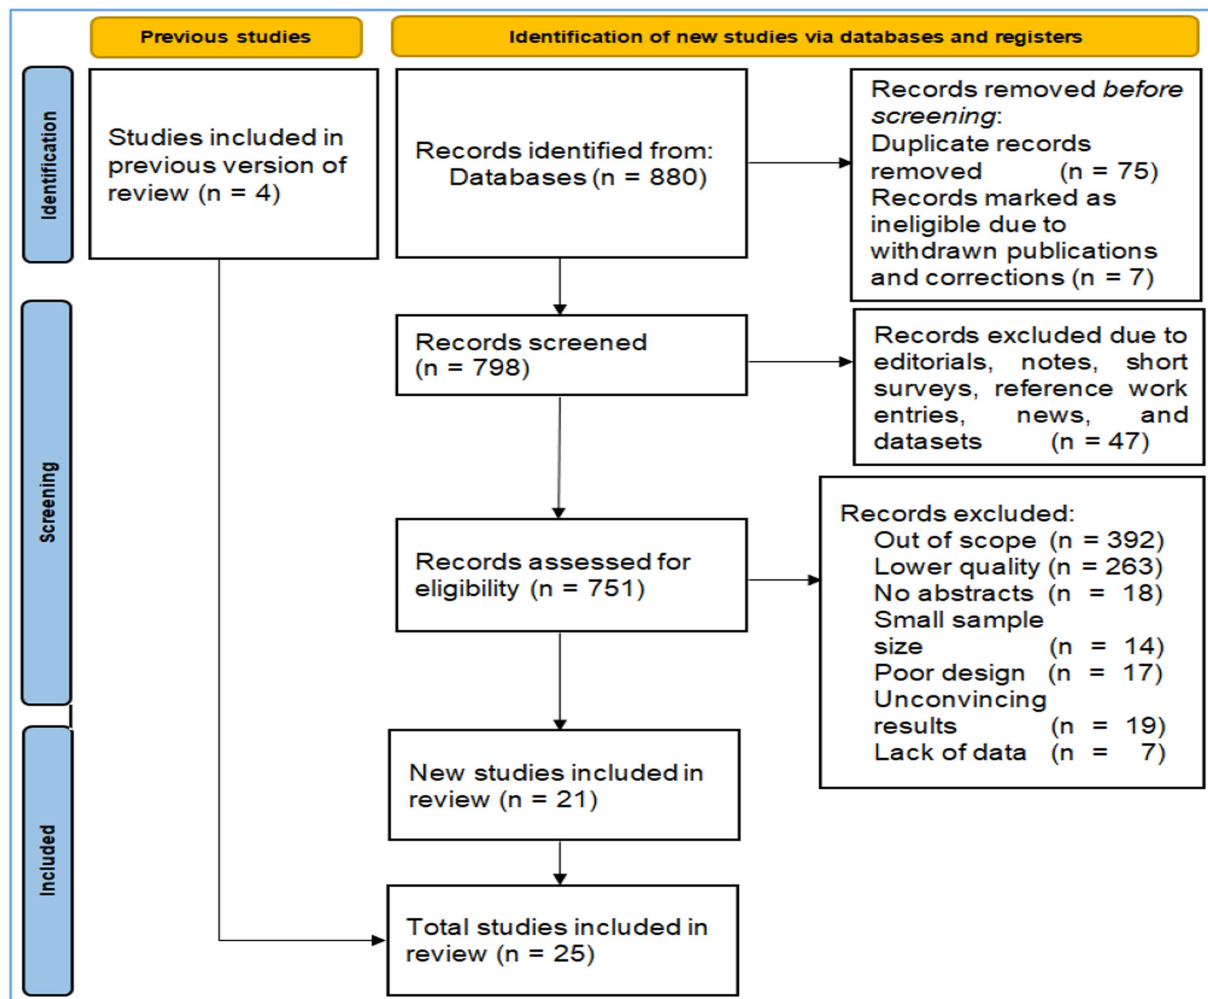 Previous studies
Identification of new studies via databases and registers
Identification
Studies included in
previous version of
review (n = 4)
Records identified from:
Databases (n = 880)
Records removed before
screening:
Duplicate records
removed (n = 75)
Records marked as
ineligible due to
withdrawn publications
and corrections (n = 7)
Screening
Records screened
(n = 798)
Records excluded due to
editorials, notes, short
surveys, reference work
entries, news, and
datasets (n = 47)
Records assessed for
eligibility (n = 751)
Records excluded:
Out of scope (n = 392)
Lower quality (n = 263)
No abstracts (n = 18)
Small sample
size (n = 14)
Poor design (n = 17)
Unconvincing
results (n = 19)
Lack of data (n = 7)
Included
New studies included in
review (n = 21)
Total studies included in
review (n = 25)